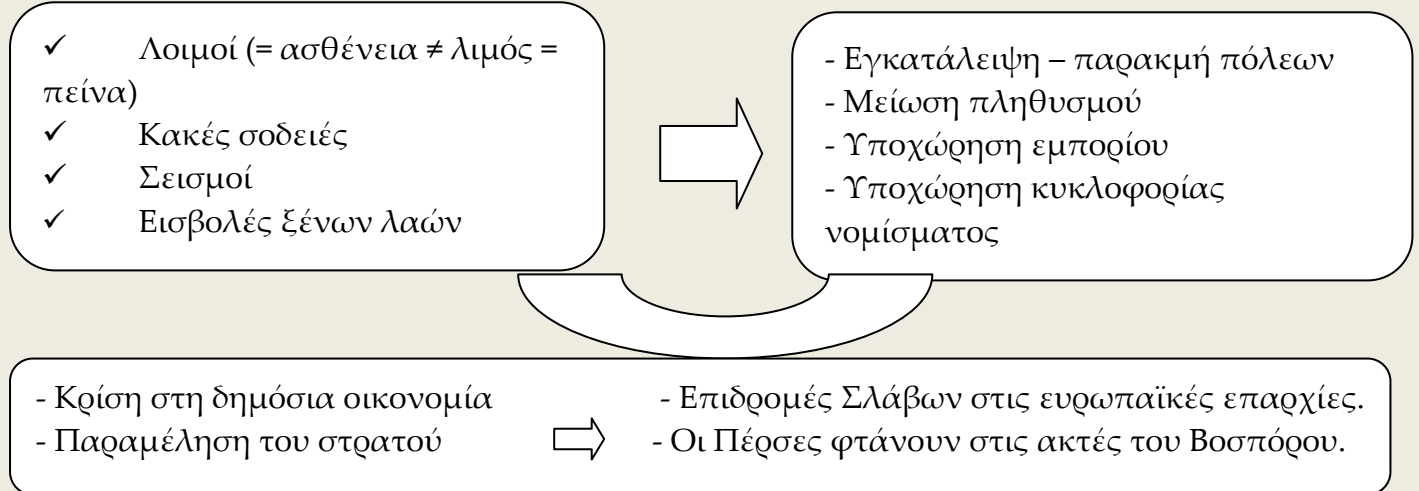 ✓ Λοιμοί (= ασθένεια ≠ λιμός =
πείνα)
✓ Κακές σοδειές
✓ Σεισμοί
✓ Εισβολές ξένων λαών
- Εγκατάλειψη – παρακμή πόλεων
- Μείωση πληθυσμού
- Υποχώρηση εμπορίου
- Υποχώρηση κυκλοφορίας
νομίσματος
- Κρίση στη δημόσια οικονομία
- Παραμέληση του στρατού
- Επιδρομές Σλάβων στις ευρωπαϊκές επαρχίες.
- Οι Πέρσες φτάνουν στις ακτές του Βοσπόρου.